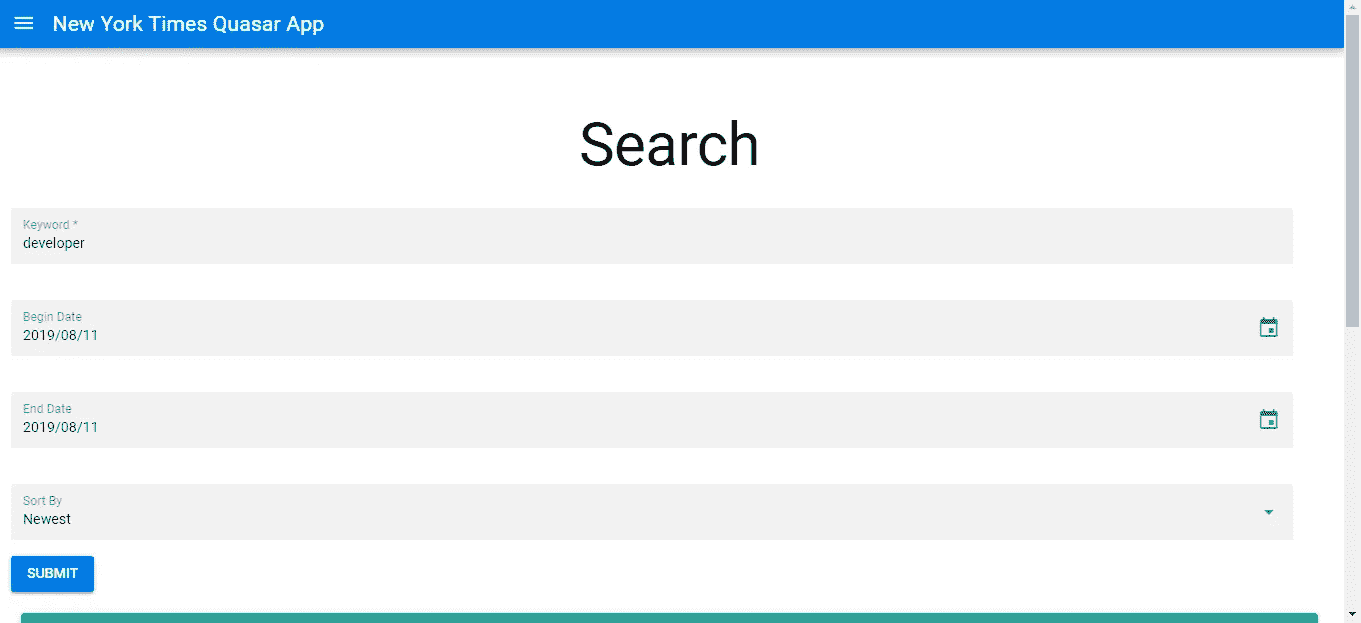 New York Times Quasar App
Search
Keyword *
developer
Begin Date
2019/08/11
End Date
2019/08/11
Sort By
Newest
SUBMIT